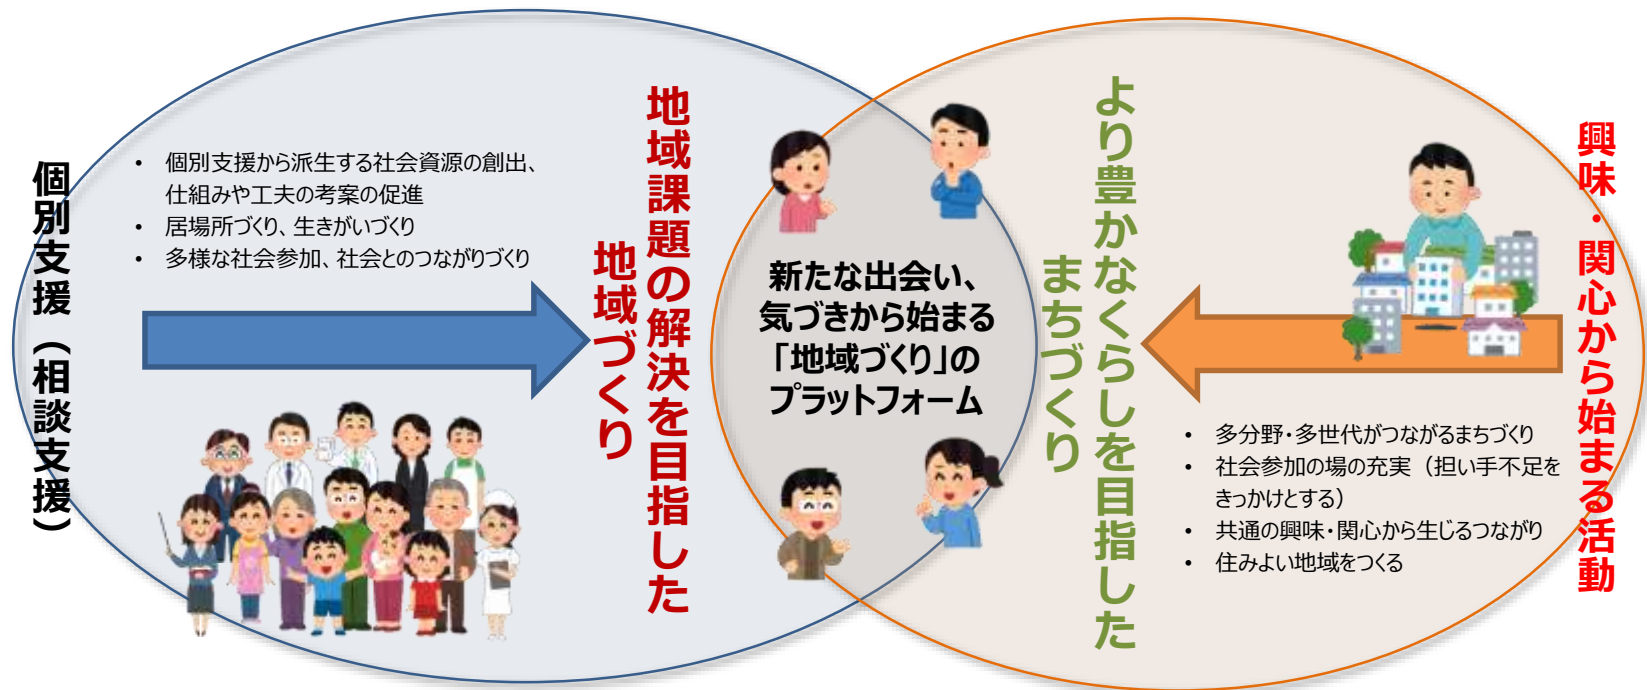 個別支援（相談支援）
• 個別支援から派生する社会資源の創出、
仕組みや工夫の考案の促進
• 居場所づくり、生きがいづくり
• 多様な社会参加、社会とのつながりづくり
地域課題の解決を目指した
地域づくり
新たな出会い、
気づきから始まる
「地域づくり」の
プラットフォーム
より豊かなくらしを目指した
まちづくり
興味・関心から始まる活動
• 多分野・多世代がつながるまちづくり
• 社会参加の場の充実（担い手不足を
きっかけとする）
• 共通の興味・関心から生じるつながり
• 住みよい地域をつくる